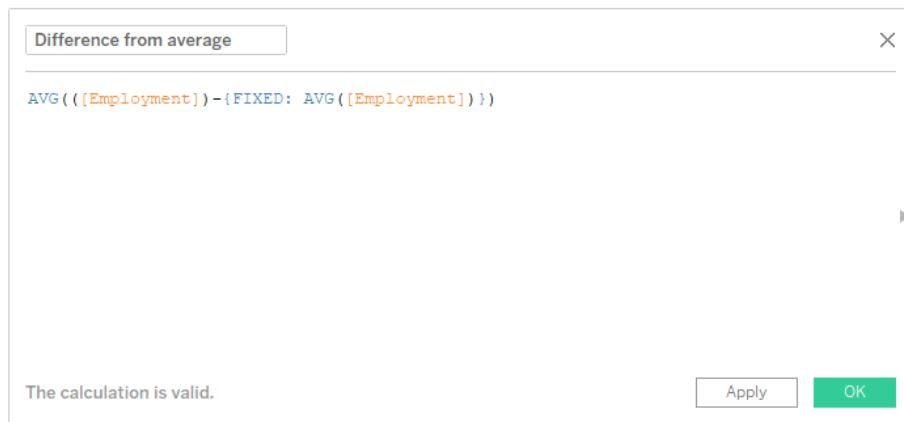 Difference from average
AVG(([Employment])-{FIXED: AVG([Employment])})
The calculation is valid.
Apply
OK